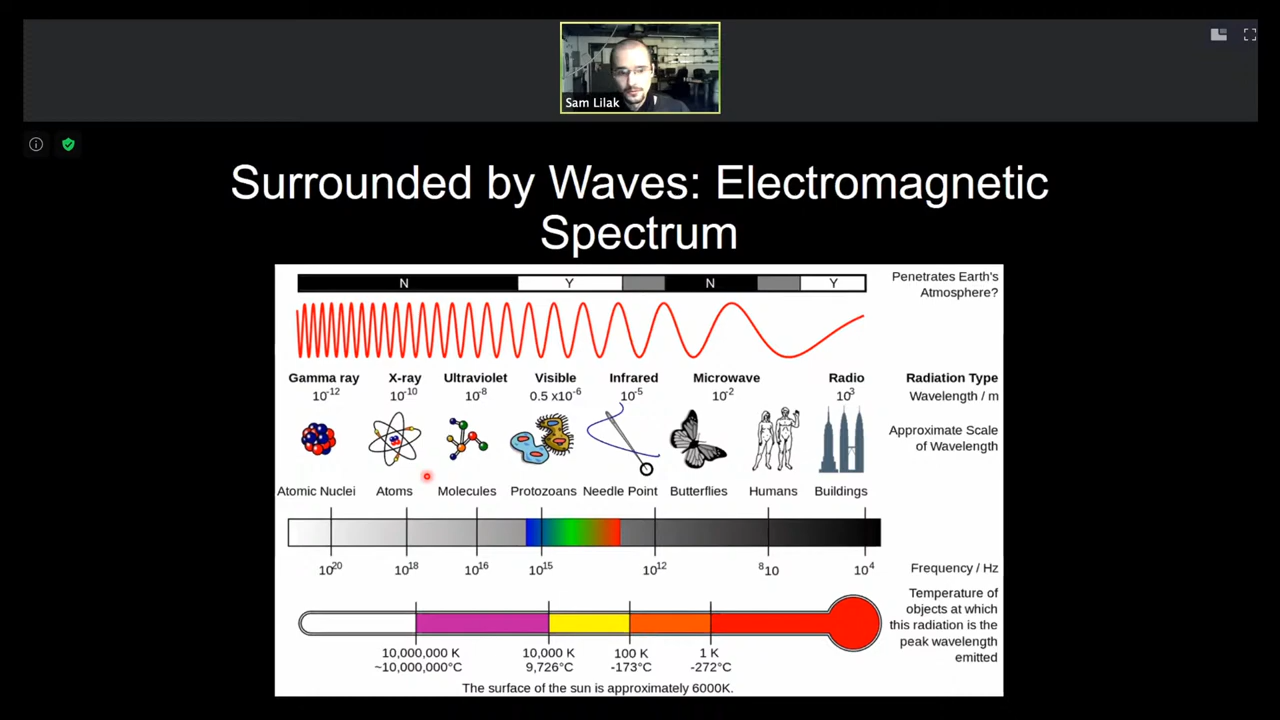 Sam Lilak
Surrounded by Waves: Electromagnetic
Spectrum
N Y N Y
Penetrates Earth's
Atmosphere?
Gamma ray X-ray Ultraviolet Visible Infrared Microwave Radio Radiation Type
10-12 10-10 10-8 0.5 x10-6 10-5 10-2 103 Wavelength / m
Approximate Scale
of Wavelength
Atomic Nuclei Atoms Molecules Protozoans Needle Point Butterflies Humans Buildings
1020 1018 1016 1015 1012 810 104 Frequency / Hz
Temperature of
objects at which
this radiation is the
peak wavelength
emitted
10,000,000 K 10,000 K 100 K 1 K
~10,000,000°C 9,726°C -173°C -272°C
The surface of the sun is approximately 6000K.